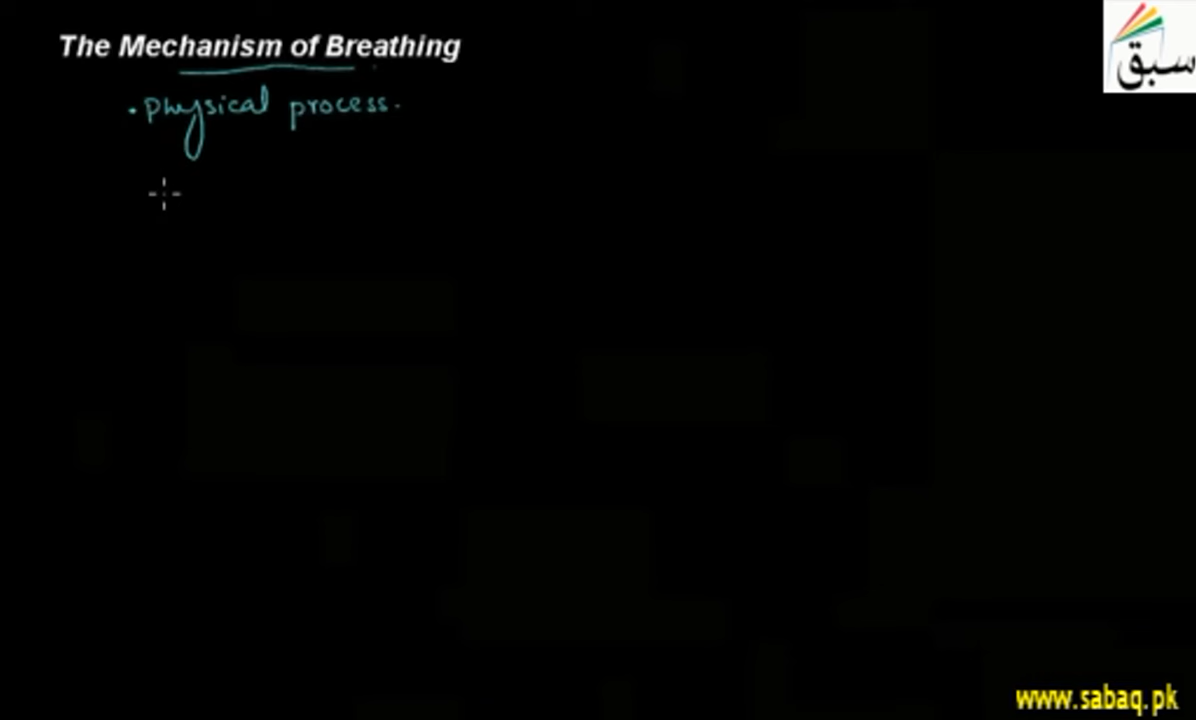 The Mechanism of Breathing
سبق
. Physical process.
www.sabaq.pk